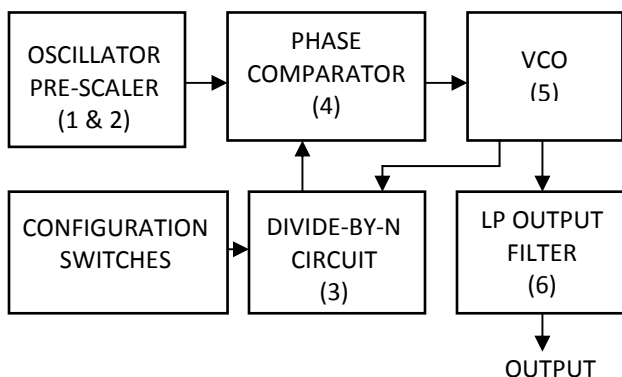 OSCILLATOR
PRE-SCALER
(1 & 2)
PHASE
COMPARATOR
(4)
VCO
(5)
CONFIGURATION
SWITCHES
DIVIDE-BY-N
CIRCUIT
(3)
LP OUTPUT
FILTER
(6)
OUTPUT